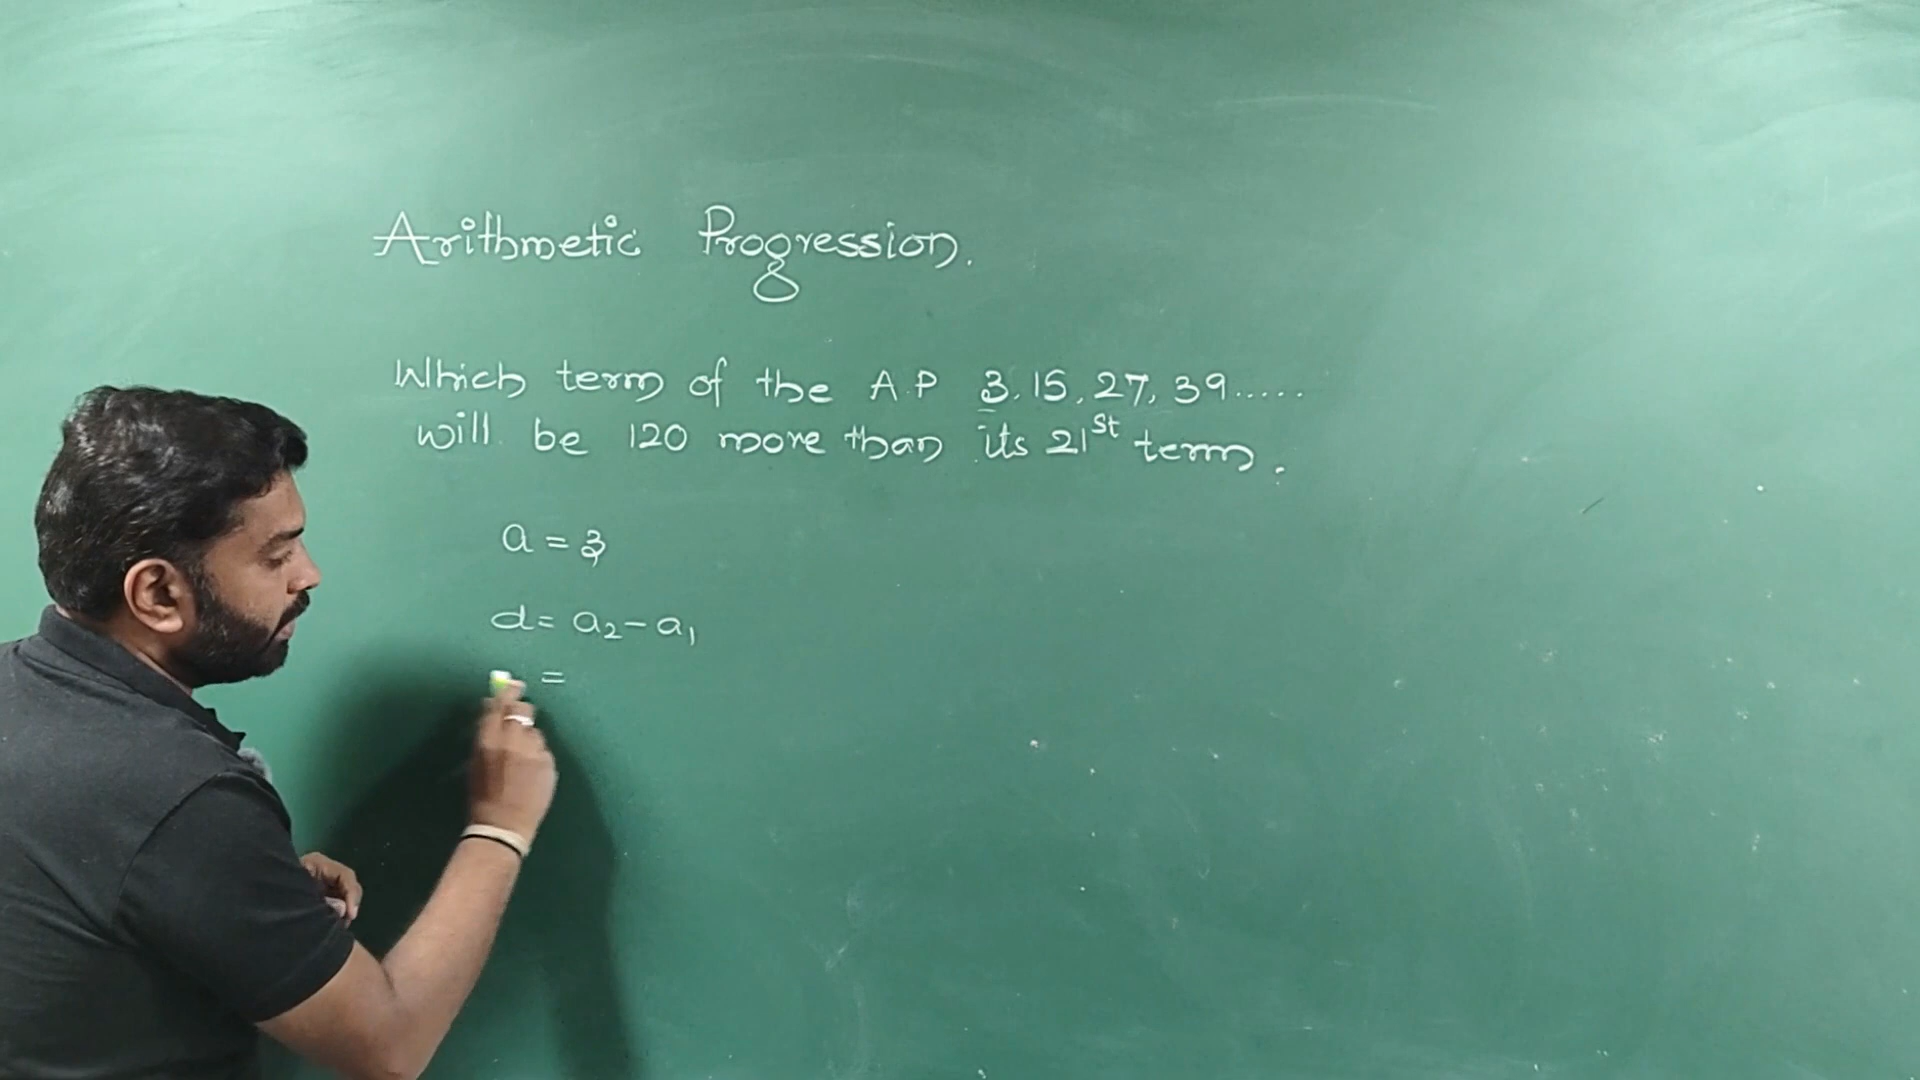 Arithmetic Progression.
Which term of the A.P 3, 15, 27, 39.....
will be 120 more than its 21st term.
a = 3
d = a₂ - a₁
=